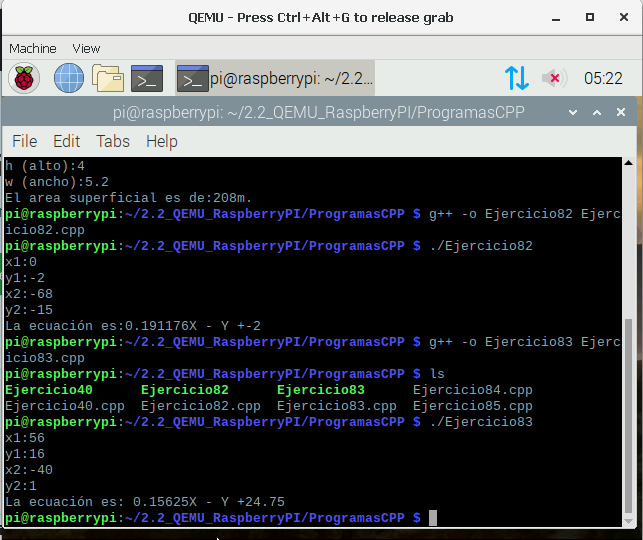 QEMU - Press Ctrl+Alt+G to release grab
Machine View
pi@raspberrypi: ~/2.2... 05:22
pi@raspberrypi: ~/2.2_QEMU_RaspberryPI/ProgramasCPP
File Edit Tabs Help
h (alto):4
w (ancho):5.2
El area superficial es de:208m.
pi@raspberrypi:~/2.2_QEMU_RaspberryPI/ProgramasCPP $ g++ -o Ejercicio82 Ejerc
icio82.cpp
pi@raspberrypi:~/2.2_QEMU_RaspberryPI/ProgramasCPP $ ./Ejercicio82
x1:0
y1:-2
x2:-68
y2:-15
La ecuación es:0.191176X - Y +-2
pi@raspberrypi:~/2.2_QEMU_RaspberryPI/ProgramasCPP $ g++ -o Ejercicio83 Ejerc
icio83.cpp
pi@raspberrypi:~/2.2_QEMU_RaspberryPI/ProgramasCPP $ ls
Ejercicio40 Ejercicio82 Ejercicio83 Ejercicio84.cpp
Ejercicio40.cpp Ejercicio82.cpp Ejercicio83.cpp Ejercicio85.cpp
pi@raspberrypi:~/2.2_QEMU_RaspberryPI/ProgramasCPP $ ./Ejercicio83
x1:56
y1:16
x2:-40
y2:1
La ecuación es: 0.15625X - Y +24.75
pi@raspberrypi:~/2.2_QEMU_RaspberryPI/ProgramasCPP $